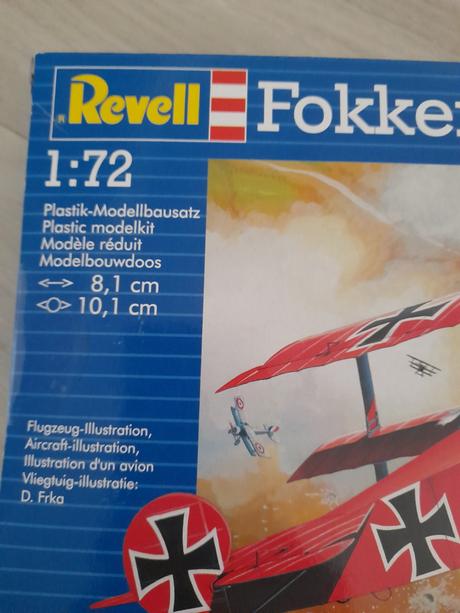 Revell
Fokker
1:72
Plastik-Modellbausatz
Plastic modelkit
Modèle réduit
Modelbouwdoos
8,1 cm
10,1 cm
Flugzeug-Illustration,
Aircraft-illustration,
Illustration d'un avion
Vliegtuig-illustratie:
D. Frka